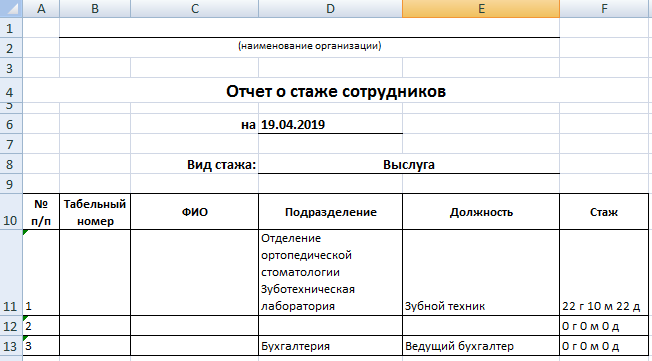 A B C D E F
1
2 (наименование организации)
3
4 Отчет о стаже сотрудников
5
6 на 19.04.2019
7
8 Вид стажа: Выслуга
9
№ Табельный
10 п/п номер ФИО Подразделение Должность Стаж
Отделение
ортопедической
стоматологии
Зуботехническая
11 1 лаборатория Зубной техник 22 г 10 м 22 д
12 2 0 г 0 м 0 д
13 3 Бухгалтерия Ведущий бухгалтер 0 г 0 м 0 д